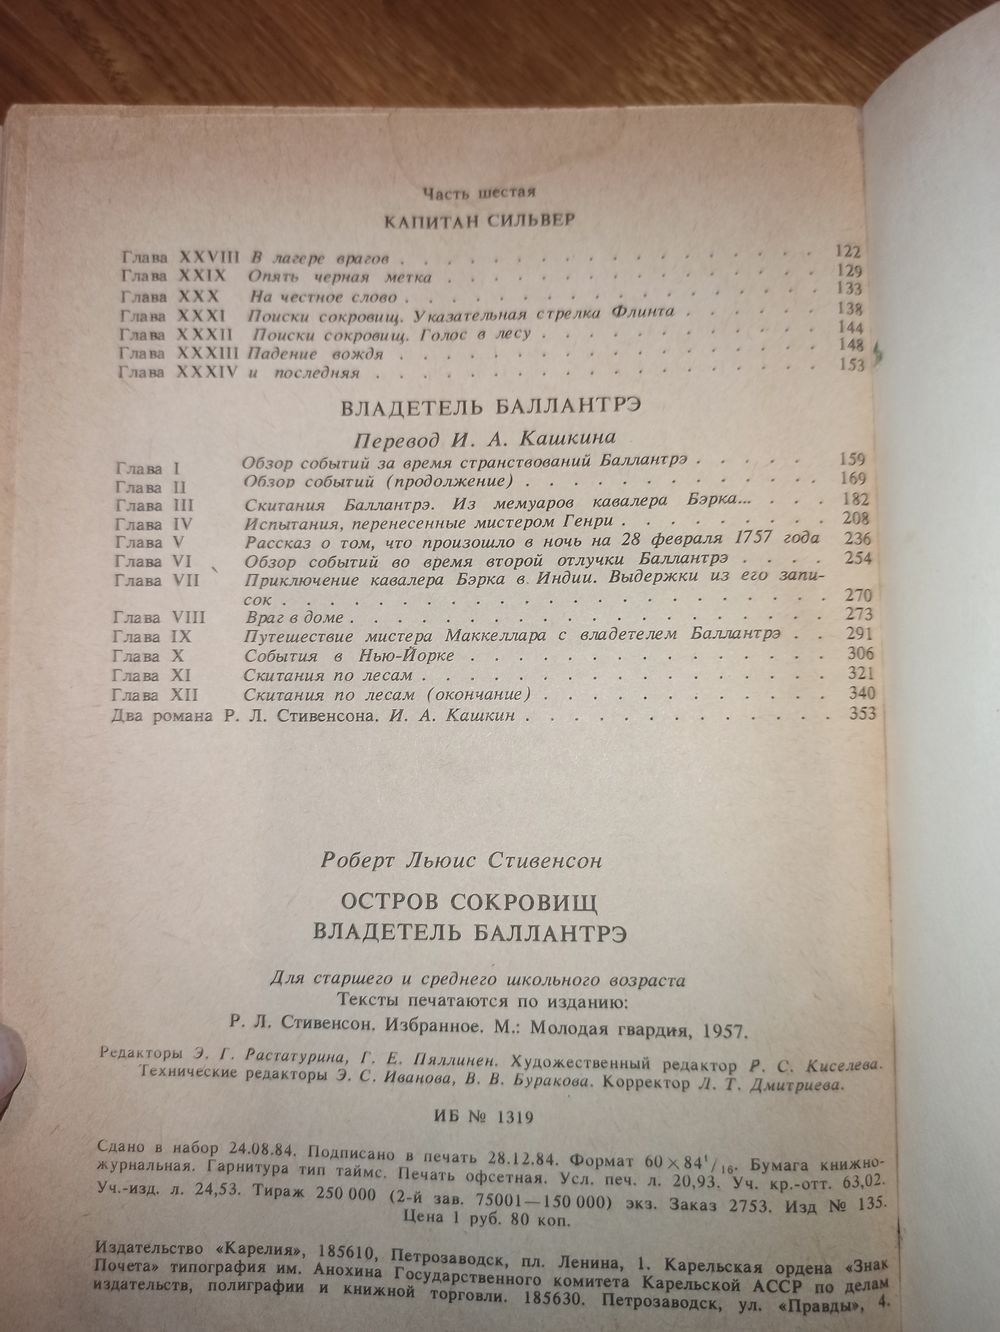 Часть шестая
КАПИТАН СИЛЬВЕР
Глава XXVIII В лагере врагов . . . . . . . . . . . . . . . . 122
Глава XXIX Опять черная метка . . . . . . . . . . . . . . 129
Глава XXX На честное слово . . . . . . . . . . . . . . . . 133
Глава XXXI Поиски сокровищ. Указательная стрелка Флинта . . . . . . 138
Глава XXXII Поиски сокровищ. Голос в лесу . . . . . . . . . . . 144
Глава XXXIII Падение вождя . . . . . . . . . . . . . . . . 148
Глава XXXIV и последняя . . . . . . . . . . . . . . . . . 153
ВЛАДЕТЕЛЬ БАЛЛАНТРЭ
Перевод И. А. Кашкина
Глава I Обзор событий за время странствований Баллантрэ . . . . . 159
Глава II Обзор событий (продолжение) . . . . . . . . . . . . 169
Глава III Скитания Баллантрэ. Из мемуаров кавалера Бэрка... . . . 182
Глава IV Испытания, перенесенные мистером Генри . . . . . . . . 208
Глава V Рассказ о том, что произошло в ночь на 28 февраля 1757 года 236
Глава VI Обзор событий во время второй отлучки Баллантрэ . . . . 254
Глава VII Приключение кавалера Бэрка в Индии. Выдержки из его запи-
сок . . . . . . . . . . . . . . . . . . . . 270
Глава VIII Враг в доме . . . . . . . . . . . . . . . . . 273
Глава IX Путешествие мистера Маккеллара с владетелем Баллантрэ . . 291
Глава X События в Нью-Йорке . . . . . . . . . . . . . . 306
Глава XI Скитания по лесам . . . . . . . . . . . . . . . 321
Глава XII Скитания по лесам (окончание) . . . . . . . . . . . 340
Два романа Р. Л. Стивенсона. И. А. Кашкин . . . . . . . . . . . . 353
Роберт Льюис Стивенсон
ОСТРОВ СОКРОВИЩ
ВЛАДЕТЕЛЬ БАЛЛАНТРЭ
Для старшего и среднего школьного возраста
Тексты печатаются по изданию:
Р. Л. Стивенсон. Избранное. М.: Молодая гвардия, 1957.
Редакторы Э. Г. Растатурина, Г. Е. Пяллинен. Художественный редактор Р. С. Киселева.
Технические редакторы Э. С. Иванова, В. В. Буракова. Корректор Л. Т. Дмитриева.
ИБ № 1319
Сдано в набор 24.08.84. Подписано в печать 28.12.84. Формат 60×84¹/₁₆. Бумага книжно-
журнальная. Гарнитура тип таймс. Печать офсетная. Усл. печ. л. 20,93. Уч. кр.-отт. 63,02.
Уч.-изд. л. 24,53. Тираж 250 000 (2-й зав. 75001—150 000) экз. Заказ 2753. Изд № 135.
Цена 1 руб. 80 коп.
Издательство «Карелия», 185610, Петрозаводск, пл. Ленина, 1. Карельская ордена «Знак
Почета» типография им. Анохина Государственного комитета Карельской АССР по делам
издательств, полиграфии и книжной торговли. 185630. Петрозаводск, ул. «Правды», 4.